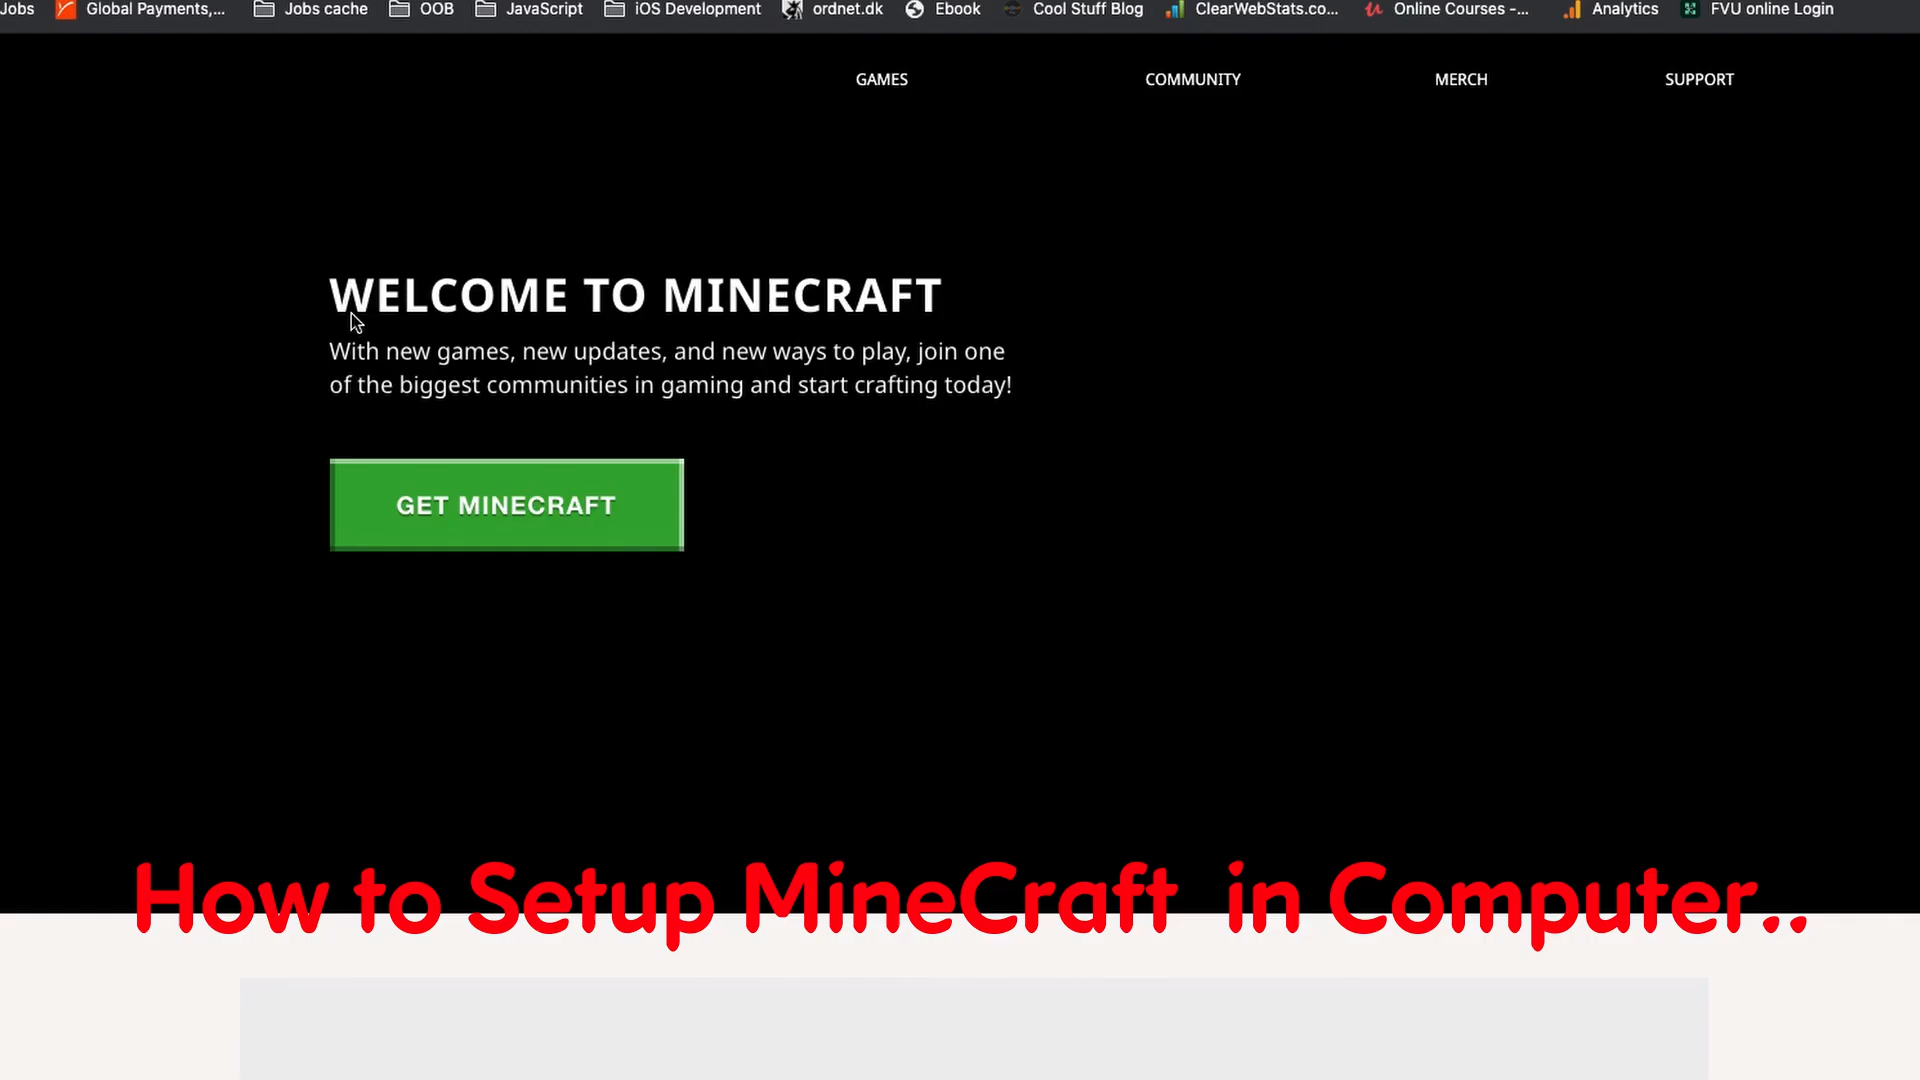 Jobs Global Payments,... Jobs cache OOB JavaScript iOS Development ordnet.dk Ebook Cool Stuff Blog ClearWebStats.co... Online Courses -... Analytics FVU online Login
GAMES COMMUNITY MERCH SUPPORT
WELCOME TO MINECRAFT
With new games, new updates, and new ways to play, join one
of the biggest communities in gaming and start crafting today!
GET MINECRAFT
How to Setup MineCraft in Computer..